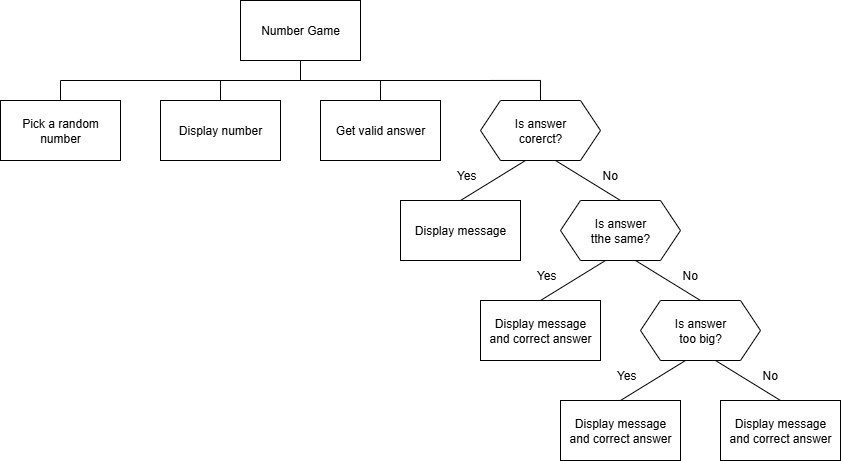 Number Game
Pick a random
number
Display number
Get valid answer
Is answer
corerct?
Yes
No
Display message
Is answer
tthe same?
Yes
No
Display message
and correct answer
Is answer
too big?
Yes
No
Display message
and correct answer
Display message
and correct answer